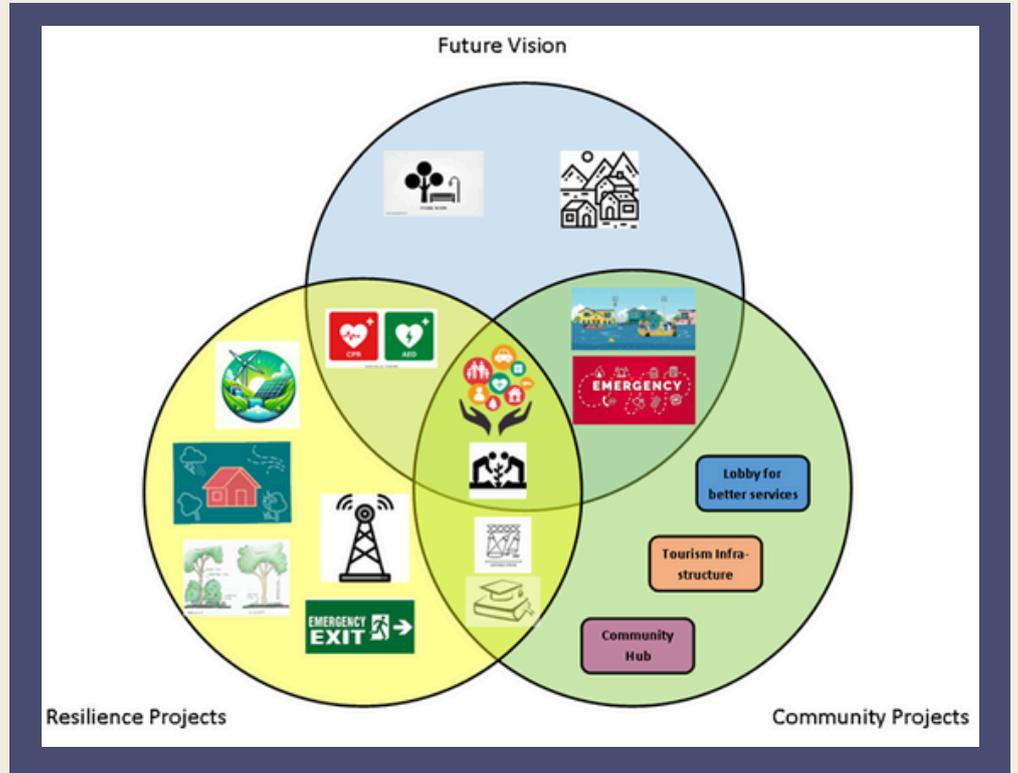 Future Vision
CPR
AED
EMERGENCY
Lobby for
better services
Tourism Infra-
structure
EMERGENCY
EXIT
Community
Hub
Resilience Projects
Community Projects